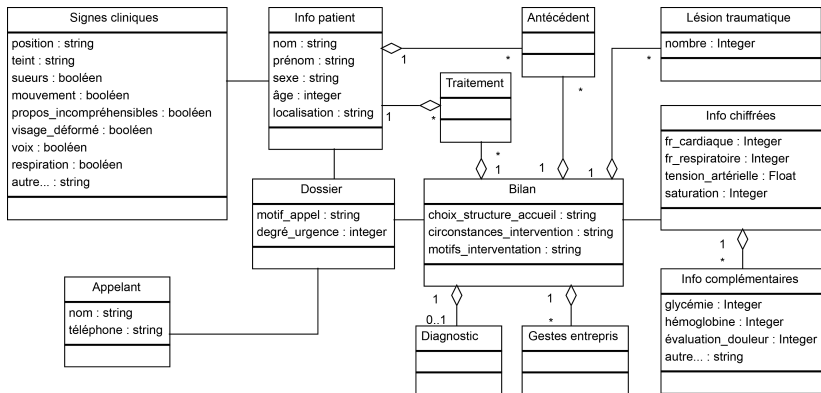 Signes cliniques
position : string
teint : string
sueurs : booléen
mouvement : booléen
propos_incompréhensibles : booléen
visage_déformé : booléen
voix : booléen
respiration : booléen
autre... : string
Info patient
nom : string
prénom : string
sexe : string
âge : integer
localisation : string
1
*
1
*
Antécédent
*
Traitement
*
Lésion traumatique
nombre : Integer
*
Info chiffrées
fr_cardiaque : Integer
fr_respiratoire : Integer
tension_artérielle : Float
saturation : Integer
1
*
Dossier
motif_appel : string
degré_urgence : integer
1
1
1
Bilan
choix_structure_accueil : string
circonstances_intervention : string
motifs_interventation : string
1
0..1
1
*
Appelant
nom : string
téléphone : string
Diagnostic
Gestes entrepris
Info complémentaires
glycémie : Integer
hémoglobine : Integer
évaluation_douleur : Integer
autre... : string